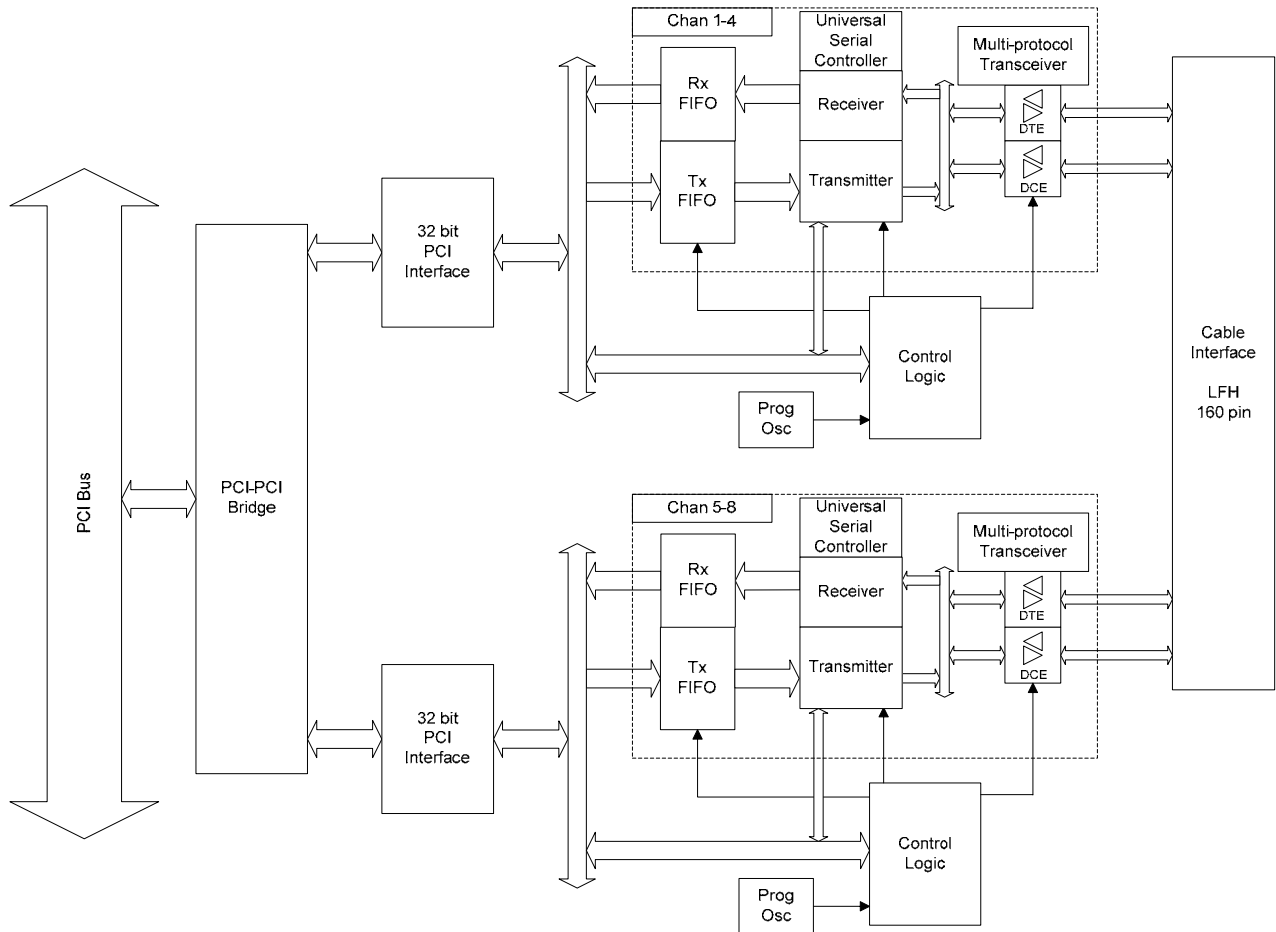 PCI Bus
PCI-PCI
Bridge
32 bit
PCI
Interface
Chan 1-4
Rx
FIFO
Tx
FIFO
Universal
Serial
Controller
Receiver
Transmitter
Multi-protocol
Transceiver
DTE
DCE
Control
Logic
Prog
Osc
32 bit
PCI
Interface
Chan 5-8
Rx
FIFO
Tx
FIFO
Universal
Serial
Controller
Receiver
Transmitter
Multi-protocol
Transceiver
DTE
DCE
Control
Logic
Prog
Osc
Cable
Interface
LFH
160 pin